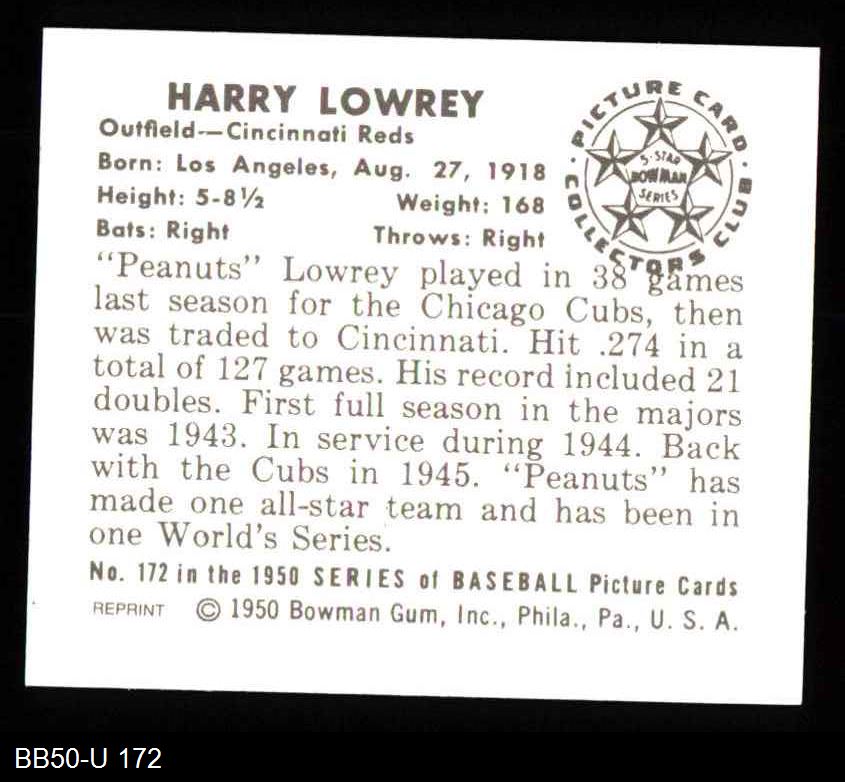 HARRY LOWREY
Outfield—Cincinnati Reds
Born: Los Angeles, Aug. 27, 1918
Height: 5-8½ Weight: 168
Bats: Right Throws: Right
PICTURE CARD COLLECTORS CLUB
5-STAR
BOWMAN
SERIES
"Peanuts" Lowrey played in 38 games
last season for the Chicago Cubs, then
was traded to Cincinnati. Hit .274 in a
total of 127 games. His record included 21
doubles. First full season in the majors
was 1943. In service during 1944. Back
with the Cubs in 1945. "Peanuts" has
made one all-star team and has been in
one World's Series.
No. 172 in the 1950 SERIES of BASEBALL Picture Cards
REPRINT © 1950 Bowman Gum, Inc., Phila., Pa., U. S. A.
BB50-U 172